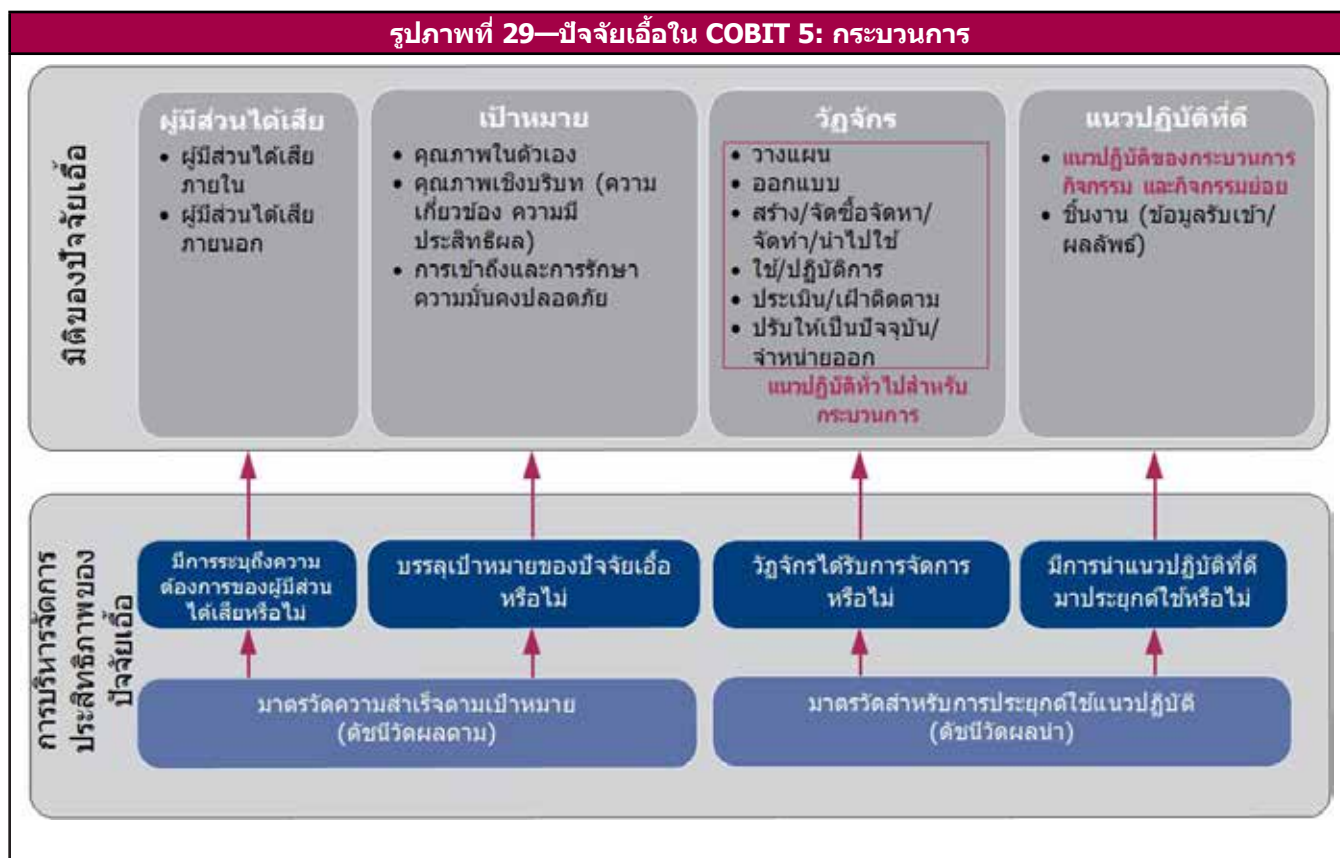 รูปภาพที่ 29—ปัจจัยเอื้อใน COBIT 5: กระบวนการ
มิติของปัจจัยเอื้อ
ผู้มีส่วนได้เสีย
• ผู้มีส่วนได้เสีย
ภายใน
• ผู้มีส่วนได้เสีย
ภายนอก
เป้าหมาย
• คุณภาพในตัวเอง
• คุณภาพเชิงบริบท (ความ
เกี่ยวข้อง ความมี
ประสิทธิผล)
• การเข้าถึงและการรักษา
ความมั่นคงปลอดภัย
วัฏจักร
• วางแผน
• ออกแบบ
• สร้าง/จัดซื้อจัดหา/
จัดทำ/นำไปใช้
• ใช้/ปฏิบัติการ
• ประเมิน/เฝ้าติดตาม
• ปรับให้เป็นปัจจุบัน/
จำหน่ายออก
แนวปฏิบัติทั่วไปสำหรับ
กระบวนการ
แนวปฏิบัติที่ดี
• แนวปฏิบัติของกระบวนการ
กิจกรรม และกิจกรรมย่อย
• ชิ้นงาน (ข้อมูลรับเข้า/
ผลลัพธ์)
การบริหารจัดการ
ประสิทธิภาพของ
ปัจจัยเอื้อ
มีการระบุถึงความ
ต้องการของผู้มีส่วน
ได้เสียหรือไม่
บรรลุเป้าหมายของปัจจัยเอื้อ
หรือไม่
วัฏจักรได้รับการจัดการ
หรือไม่
มีการนำแนวปฏิบัติที่ดี
มาประยุกต์ใช้หรือไม่
มาตรวัดความสำเร็จตามเป้าหมาย
(ดัชนีวัดผลตาม)
มาตรวัดสำหรับการประยุกต์ใช้แนวปฏิบัติ
(ดัชนีวัดผลนำ)